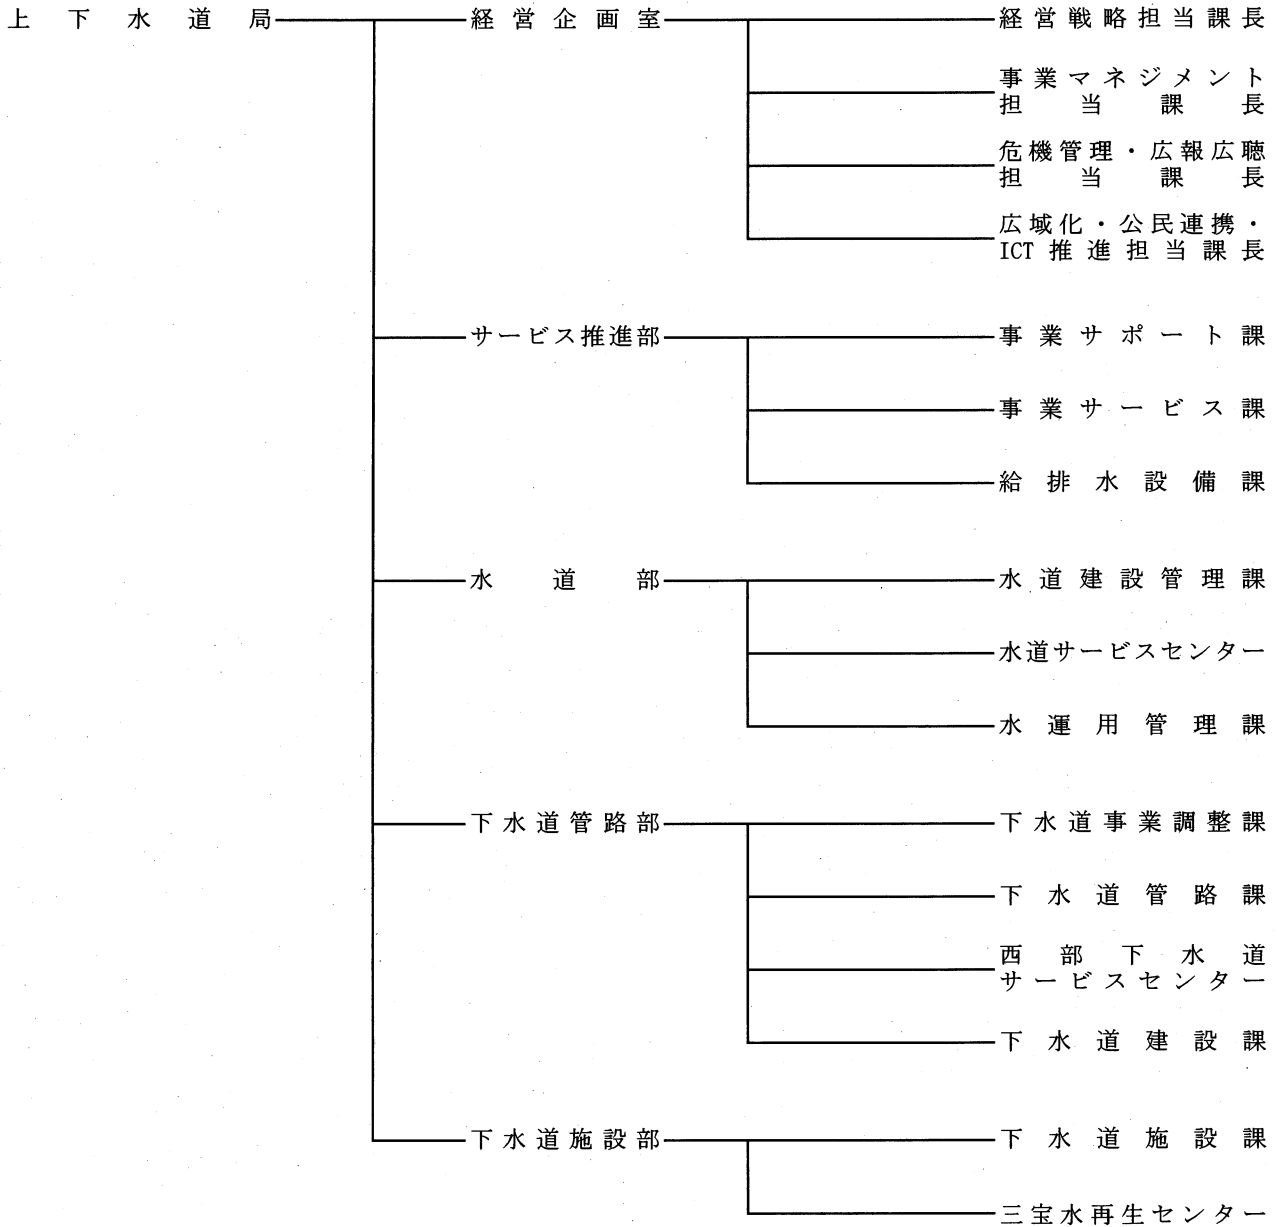 上下水道局 経営企画室 経営戦略担当課長
事業マネジメント
担当課長
危機管理・広報広聴
担当課長
広域化・公民連携・
ICT推進担当課長
サービス推進部 事業サポート課
事業サービス課
給排水設備課
水道部 水道建設管理課
水道サービスセンター
水運用管理課
下水道管路部 下水道事業調整課
下水道管路課
西部下水道
サービスセンター
下水道建設課
下水道施設部 下水道施設課
三宝水再生センター